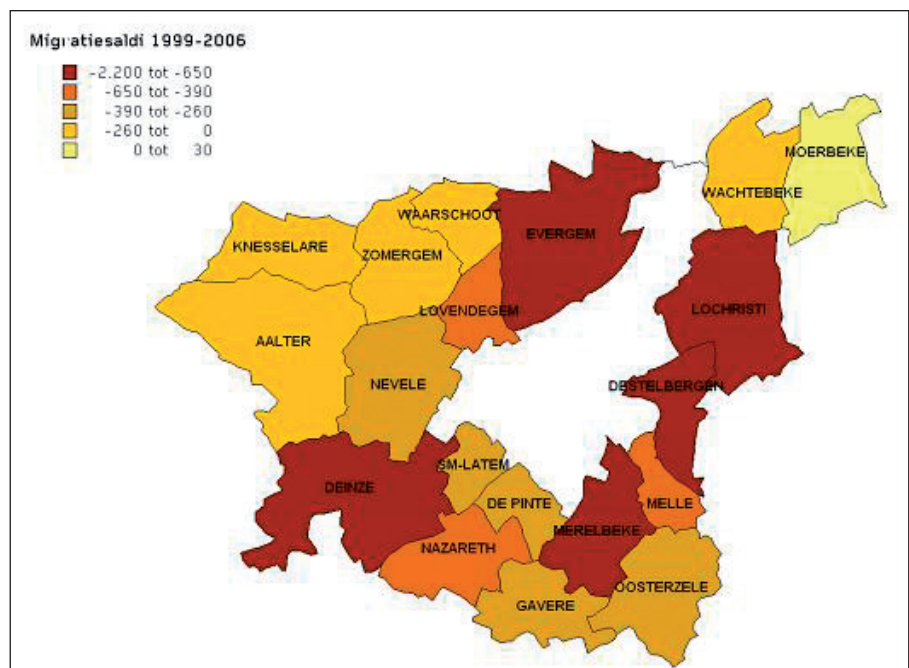 Migratiesaldi 1999-2006
-2.200 tot -650
-650 tot -390
-390 tot -260
-260 tot 0
0 tot 30
MOERBEKE
WACHTEBEKE
WAARSCHOOT
EVERGEM
KNESSELARE
ZOMERGEM
LOVENDEGEM
LOCHRISTI
AALTER
NEVELE
DESTELBERGEN
SM-LATEM
DEINZE
DE PINTE
MELLE
MERELBEKE
NAZARETH
OOSTERZELE
GAVERE